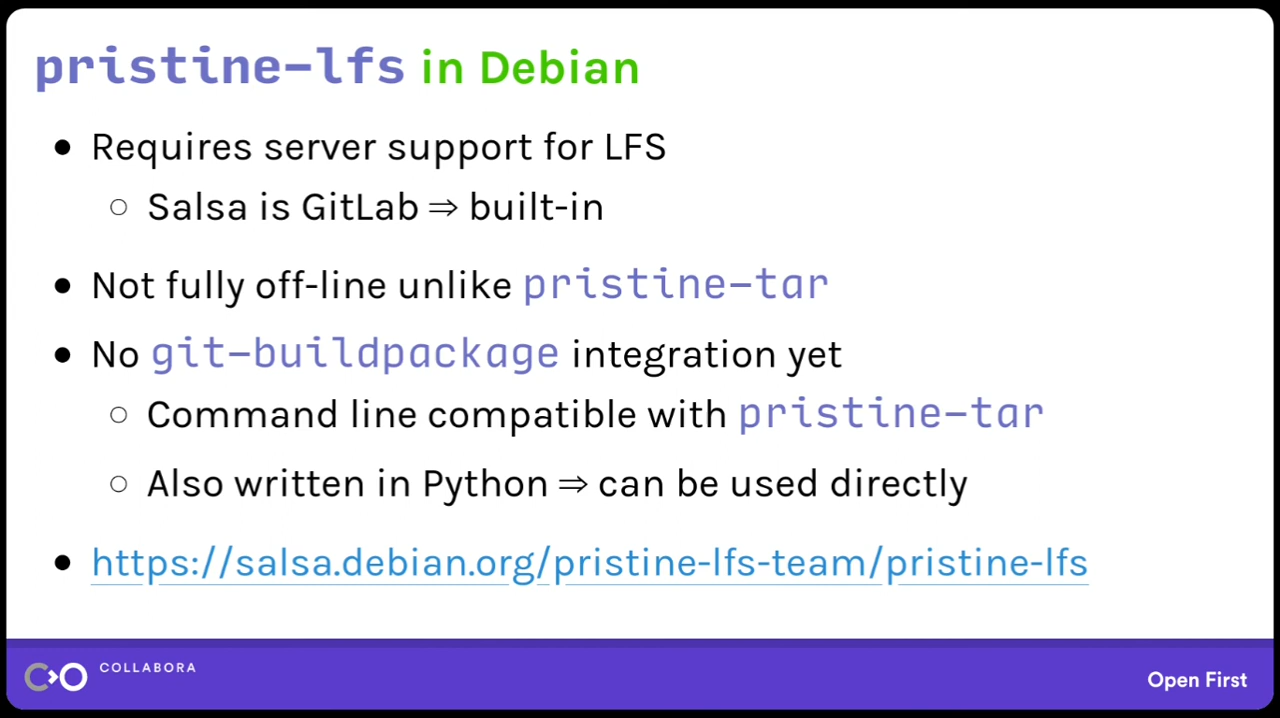 pristine-lfs in Debian
● Requires server support for LFS
○ Salsa is GitLab ⇒ built-in
● Not fully off-line unlike pristine-tar
● No git-buildpackage integration yet
○ Command line compatible with pristine-tar
○ Also written in Python ⇒ can be used directly
● https://salsa.debian.org/pristine-lfs-team/pristine-lfs
COLLABORA
Open First